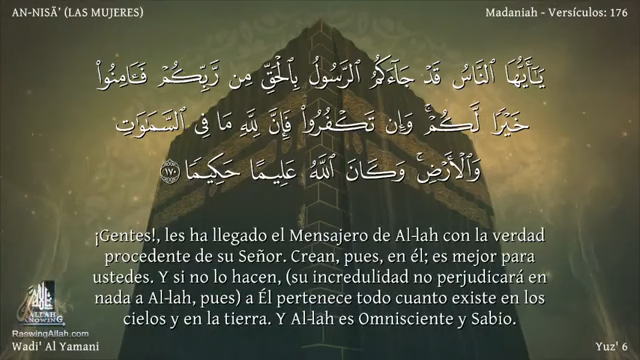 AN-NISĀ’ (LAS MUJERES)
Madaniah - Versículos: 176
يَـٰٓأَيُّهَا ٱلنَّاسُ قَدْ جَآءَكُمُ ٱلرَّسُولُ بِٱلْحَقِّ مِن رَّبِّكُمْ فَـَٔامِنُوا۟
خَيْرًا لَّكُمْ ۚ وَإِن تَكْفُرُوا۟ فَإِنَّ لِلَّهِ مَا فِى ٱلسَّمَـٰوَٰتِ
وَٱلْأَرْضِ ۚ وَكَانَ ٱللَّهُ عَلِيمًا حَكِيمًا ١٧٠
¡Gentes!, les ha llegado el Mensajero de Al-lah con la verdad
procedente de su Señor. Crean, pues, en él; es mejor para
ustedes. Y si no lo hacen, (su incredulidad no perjudicará en
nada a Al-lah, pues) a Él pertenece todo cuanto existe en los
cielos y en la tierra. Y Al-lah es Omnisciente y Sabio.
ALLAH
RaswingAllah.com
Wadi' Al Yamani
Yuz' 6